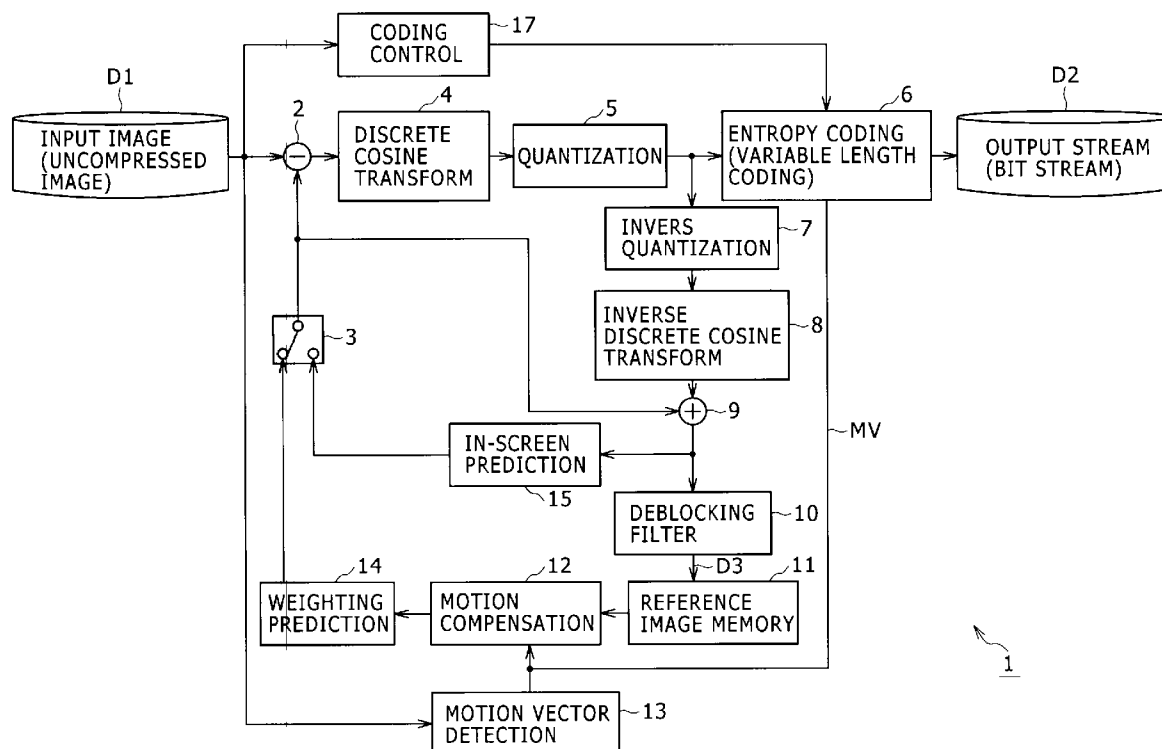 17
CODING
CONTROL
D1
INPUT IMAGE
(UNCOMPRESSED
IMAGE)
2
4
DISCRETE
COSINE
TRANSFORM
5
QUANTIZATION
6
ENTROPY CODING
(VARIABLE LENGTH
CODING)
D2
OUTPUT STREAM
(BIT STREAM)
INVERS
QUANTIZATION
7
INVERSE
DISCRETE COSINE
TRANSFORM
8
3
9
MV
IN-SCREEN
PREDICTION
15
DEBLOCKING
FILTER
10
D3
14
WEIGHTING
PREDICTION
12
MOTION
COMPENSATION
11
REFERENCE
IMAGE MEMORY
1
MOTION VECTOR
DETECTION
13